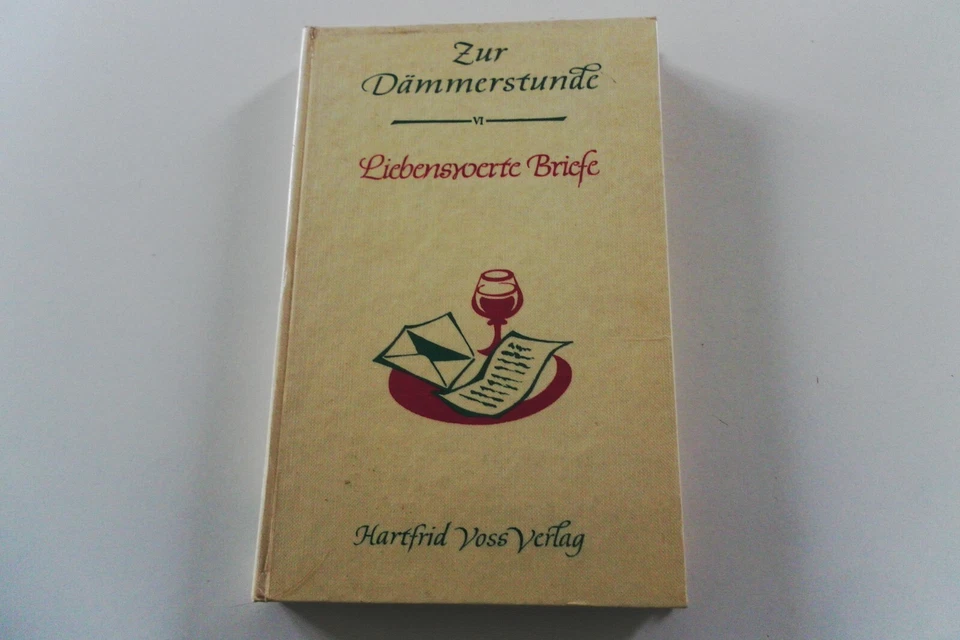 Zur
Dämmerstunde
VI
Liebenswerte Briefe
Hartfrid Voss Verlag